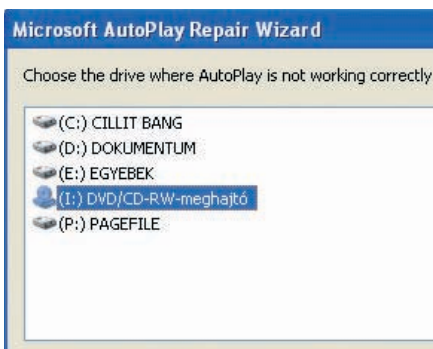 Microsoft AutoPlay Repair Wizard
Choose the drive where AutoPlay is not working correctly
(C:) CILLIT BANG
(D:) DOKUMENTUM
(E:) EGYEBEK
(I:) DVD/CD-RW-meghajtó
(P:) PAGEFILE